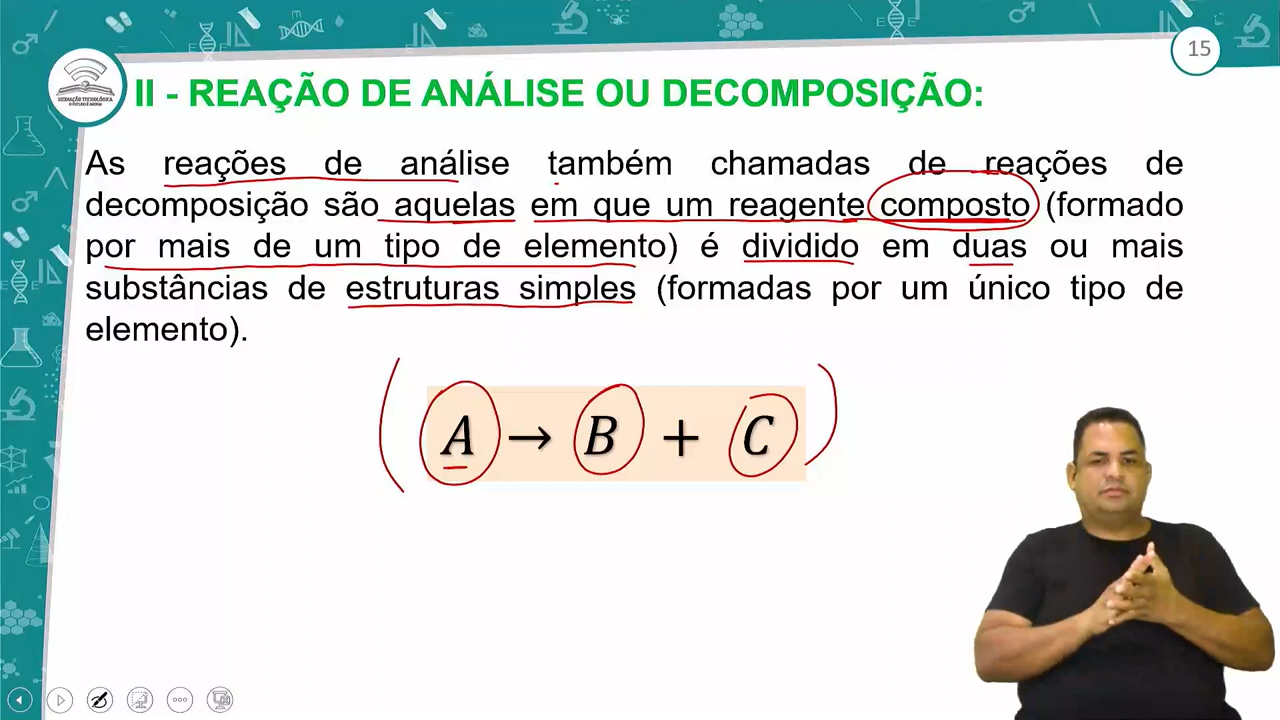 15
II - REAÇÃO DE ANÁLISE OU DECOMPOSIÇÃO:
MEDIAÇÃO TECNOLÓGICA
As reações de análise também chamadas de reações de
decomposição são aquelas em que um reagente composto (formado
por mais de um tipo de elemento) é dividido em duas ou mais
substâncias de estruturas simples (formadas por um único tipo de
elemento).
A → B + C